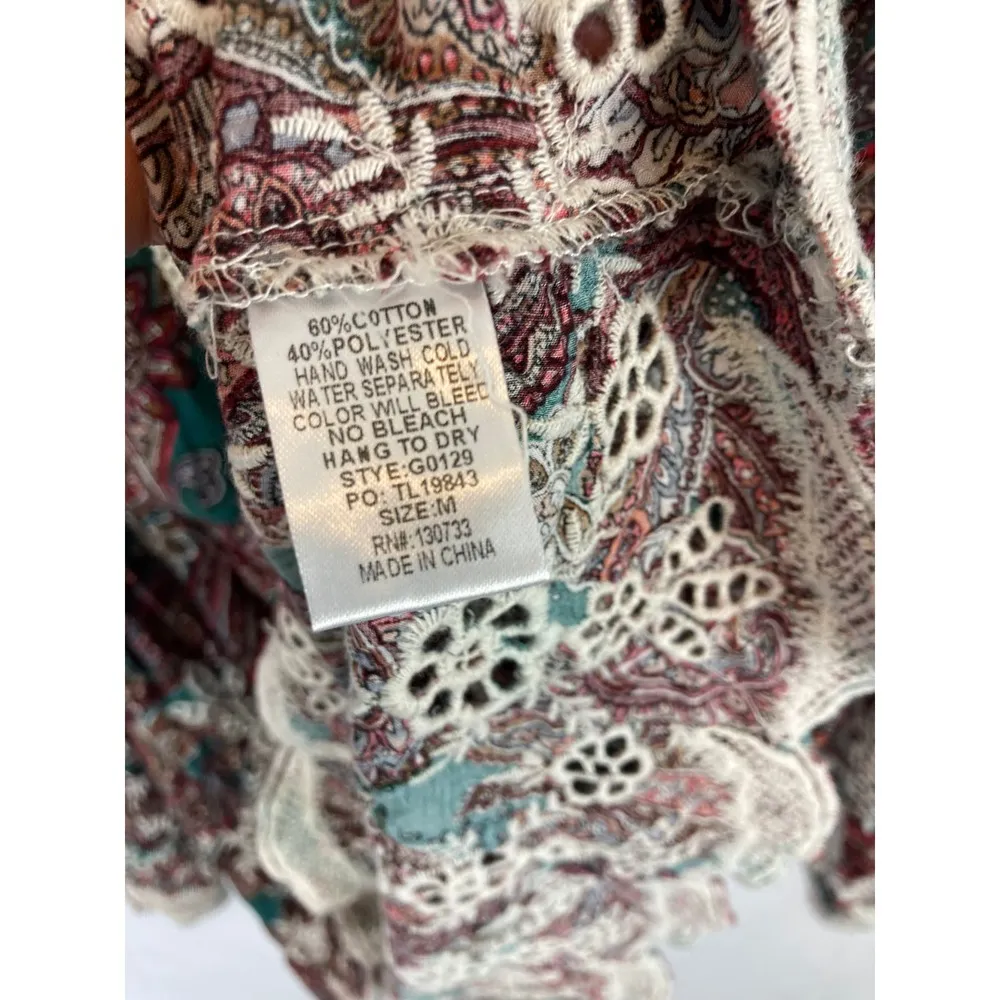 60%COTTON
40%POLYESTER
HAND WASH COLD
WATER SEPARATELY
COLOR WILL BLEED
NO BLEACH
HANG TO DRY
STYE:G0129
PO: TL19843
SIZE:M
RN#:130733
MADE IN CHINA